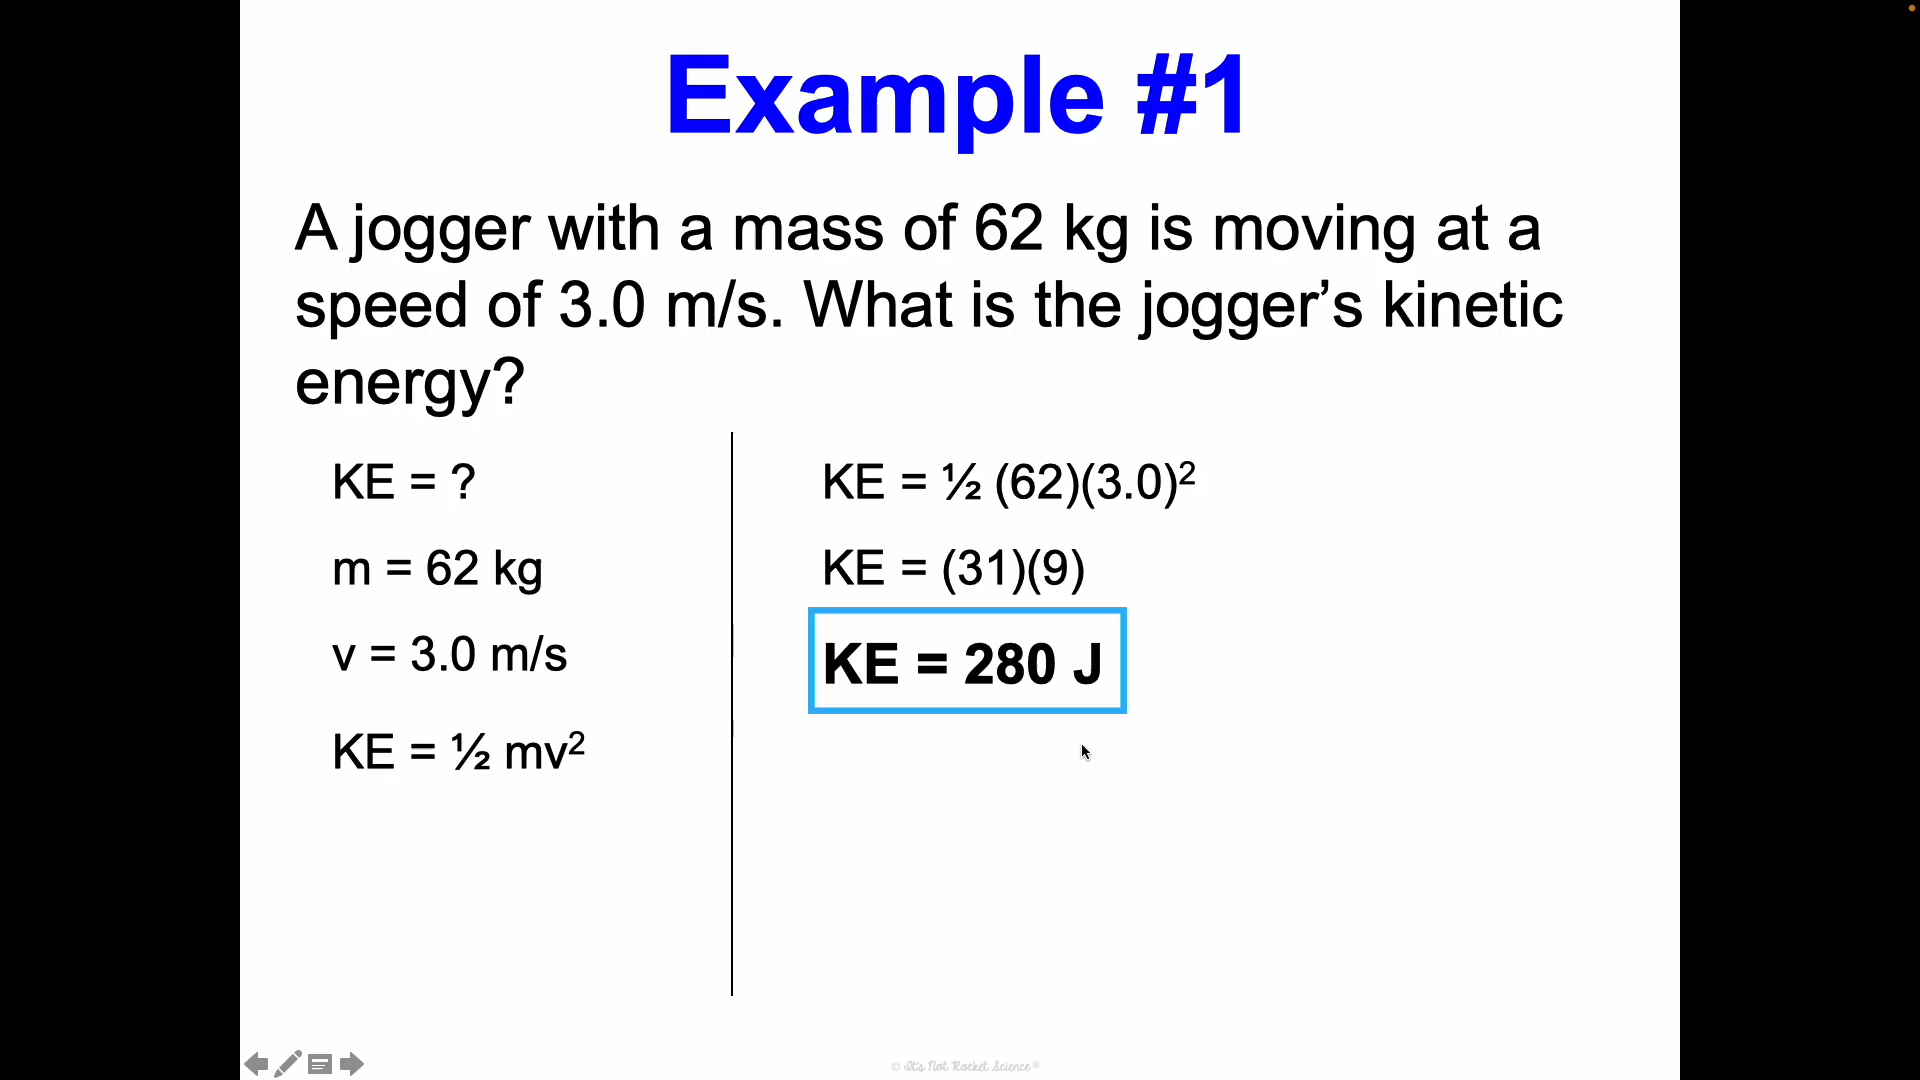 Example #1
A jogger with a mass of 62 kg is moving at a
speed of 3.0 m/s. What is the jogger’s kinetic
energy?
KE = ?
m = 62 kg
v = 3.0 m/s
KE = ½ mv²
KE = ½ (62)(3.0)²
KE = (31)(9)
KE = 280 J
© It's Not Rocket Science®